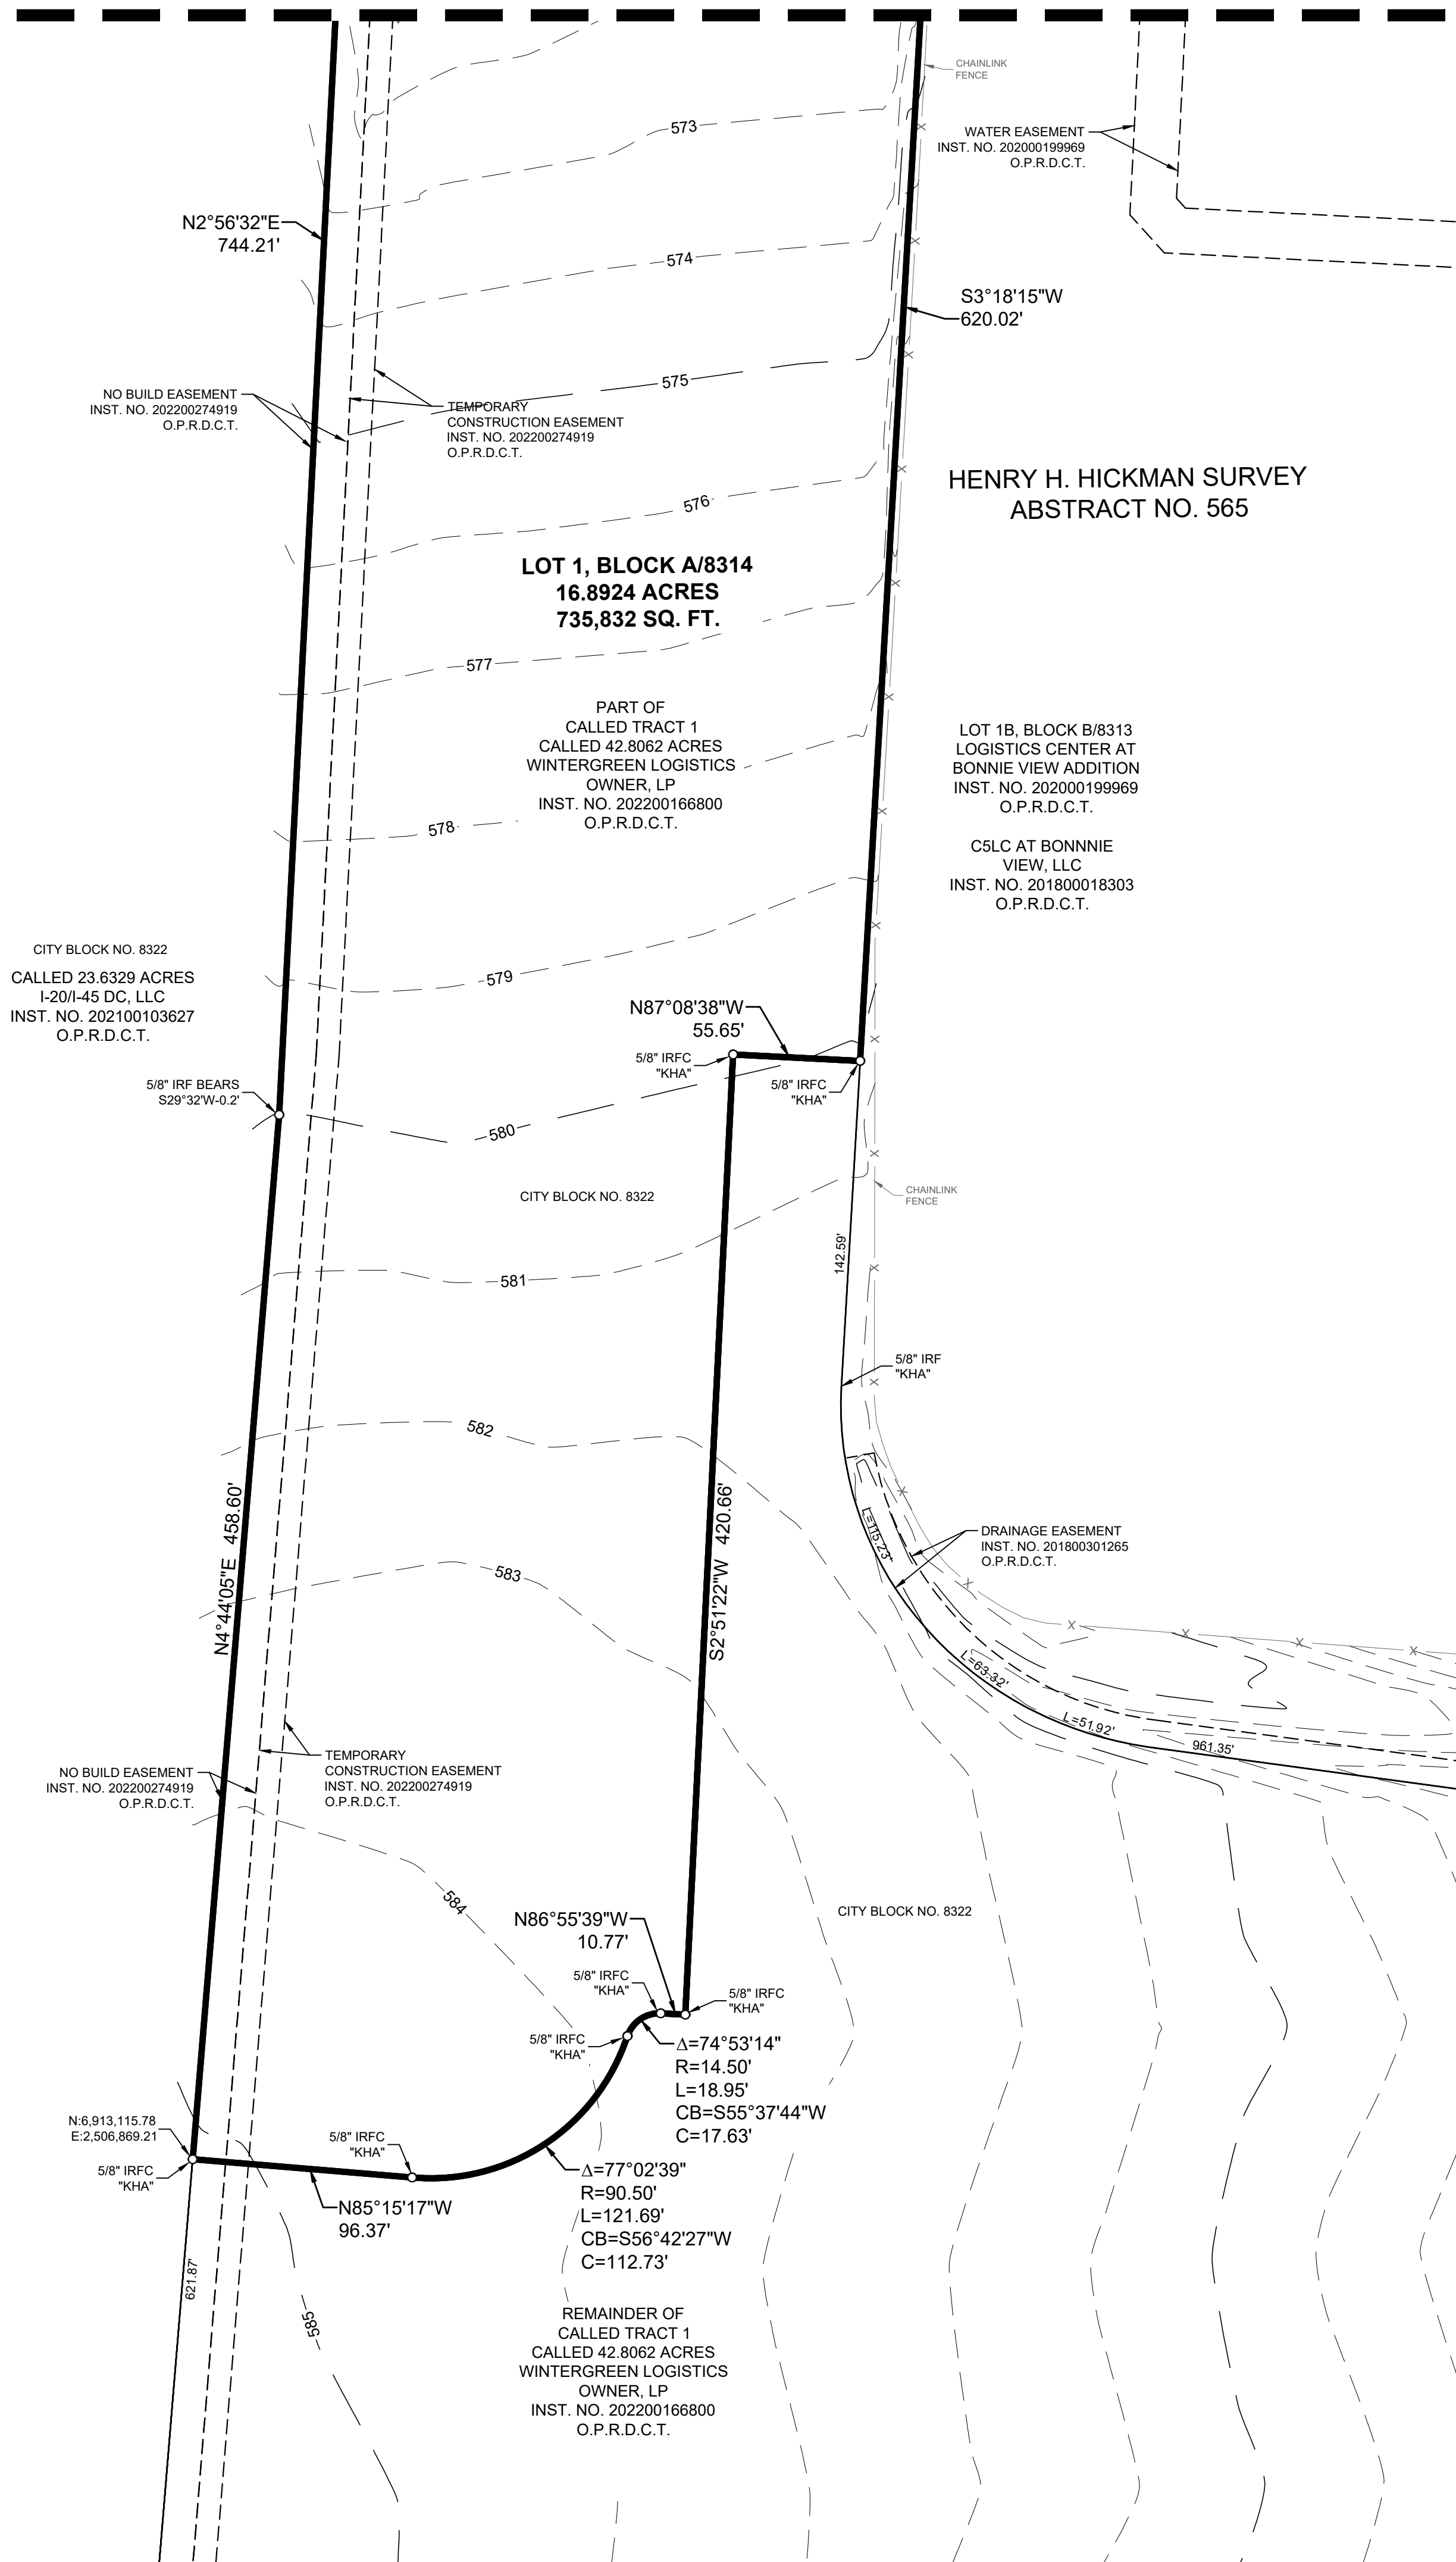 CHAINLINK
FENCE
573
WATER EASEMENT
INST. NO. 202000199969
O.P.R.D.C.T.
N2°56'32"E
744.21'
574
S3°18'15"W
620.02'
575
NO BUILD EASEMENT
INST. NO. 202200274919
O.P.R.D.C.T.
TEMPORARY
CONSTRUCTION EASEMENT
INST. NO. 202200274919
O.P.R.D.C.T.
HENRY H. HICKMAN SURVEY
ABSTRACT NO. 565
576
LOT 1, BLOCK A/8314
16.8924 ACRES
735,832 SQ. FT.
577
PART OF
CALLED TRACT 1
CALLED 42.8062 ACRES
WINTERGREEN LOGISTICS
OWNER, LP
INST. NO. 202200166800
O.P.R.D.C.T.
LOT 1B, BLOCK B/8313
LOGISTICS CENTER AT
BONNIE VIEW ADDITION
INST. NO. 202000199969
O.P.R.D.C.T.
C5LC AT BONNNIE
VIEW, LLC
INST. NO. 201800018303
O.P.R.D.C.T.
578
CITY BLOCK NO. 8322
CALLED 23.6329 ACRES
I-20/I-45 DC, LLC
INST. NO. 202100103627
O.P.R.D.C.T.
579
N87°08'38"W
55.65'
5/8" IRFC
"KHA"
5/8" IRFC
"KHA"
5/8" IRF BEARS
S29°32'W-0.2'
580
CITY BLOCK NO. 8322
CHAINLINK
FENCE
142.59'
581
5/8" IRF
"KHA"
582
N4°44'05"E 458.60'
S2°51'22"W 420.66'
L=115.23'
DRAINAGE EASEMENT
INST. NO. 201800301265
O.P.R.D.C.T.
583
L=63.32'
L=51.92'
961.35'
TEMPORARY
CONSTRUCTION EASEMENT
INST. NO. 202200274919
O.P.R.D.C.T.
NO BUILD EASEMENT
INST. NO. 202200274919
O.P.R.D.C.T.
584
CITY BLOCK NO. 8322
N86°55'39"W
10.77'
5/8" IRFC
"KHA"
5/8" IRFC
"KHA"
5/8" IRFC
"KHA"
Δ=74°53'14"
R=14.50'
L=18.95'
CB=S55°37'44"W
C=17.63'
N:6,913,115.78
E:2,506,869.21
5/8" IRFC
"KHA"
5/8" IRFC
"KHA"
Δ=77°02'39"
R=90.50'
L=121.69'
CB=S56°42'27"W
C=112.73'
N85°15'17"W
96.37'
621.87'
585
REMAINDER OF
CALLED TRACT 1
CALLED 42.8062 ACRES
WINTERGREEN LOGISTICS
OWNER, LP
INST. NO. 202200166800
O.P.R.D.C.T.